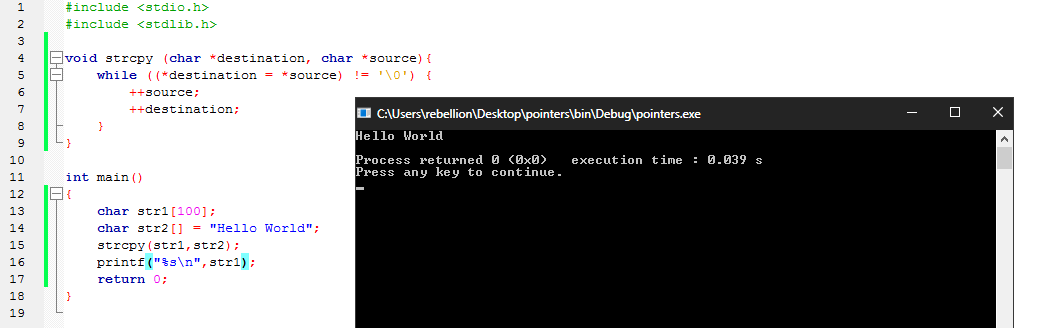 1 #include <stdio.h>
2 #include <stdlib.h>
3
4 void strcpy (char *destination, char *source){
5 while ((*destination = *source) != '\0') {
6 ++source;
7 ++destination;
8 }
9 }
10
11 int main()
12 {
13 char str1[100];
14 char str2[] = "Hello World";
15 strcpy(str1,str2);
16 printf("%s\n",str1);
17 return 0;
18 }
19
C:\Users\rebellion\Desktop\pointers\bin\Debug\pointers.exe
Hello World
Process returned 0 (0x0) execution time : 0.039 s
Press any key to continue.